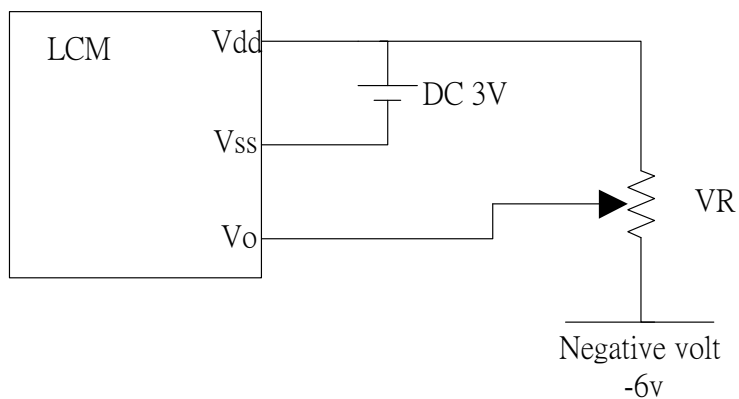 LCM
Vdd
DC 3V
Vss
VR
Vo
Negative volt
-6v